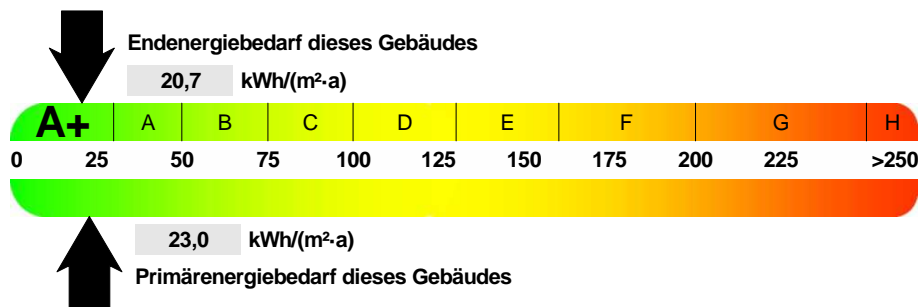 Endenergiebedarf dieses Gebäudes
20,7 kWh/(m²·a)
A+ A B C D E F G H
0 25 50 75 100 125 150 175 200 225 >250
23,0 kWh/(m²·a)
Primärenergiebedarf dieses Gebäudes